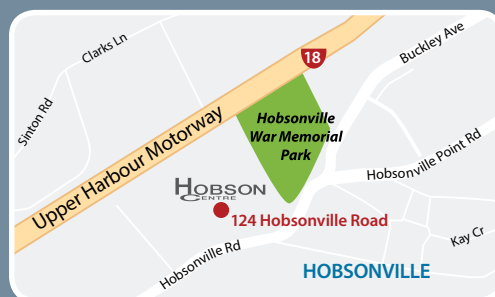 Clarks Ln
18
Buckley Ave
Sinton Rd
Upper Harbour Motorway
Hobsonville
War Memorial
Park
Hobsonville Point Rd
HOBSON
CENTRE
124 Hobsonville Road
Kay Cr
Hobsonville Rd
HOBSONVILLE